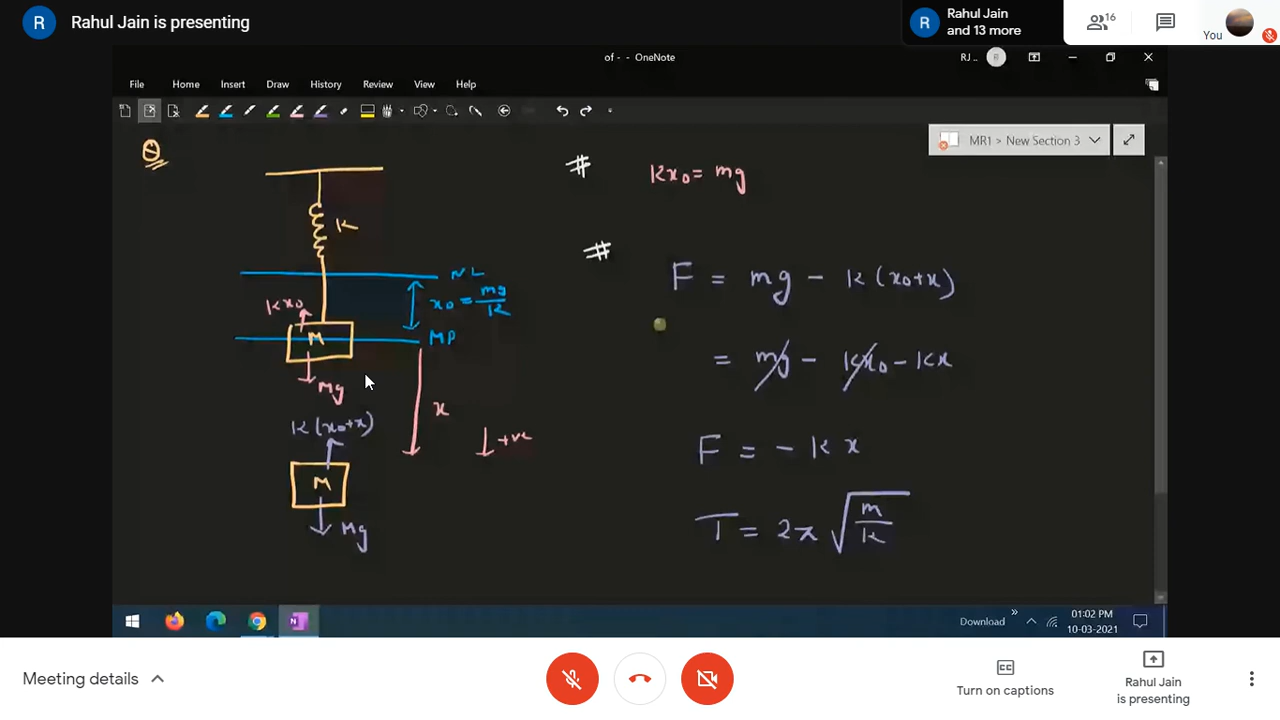 R Rahul Jain is presenting
R Rahul Jain and 13 more
16
You
of - - OneNote
RJ .. R
File Home Insert Draw History Review View Help
MR1 > New Section 3
Q
#
kx₀ = mg
K
NL
x₀ = mg/K
MP
Kx₀
M
Mg
x
↓ +ve
K(x₀+x)
M
Mg
#
F = mg - K(x₀+x)
= mg - Kx₀ - Kx
F = - K x
T = 2π √(m/K)
Download
01:02 PM
10-03-2021
Meeting details
CC
Turn on captions
Rahul Jain
is presenting